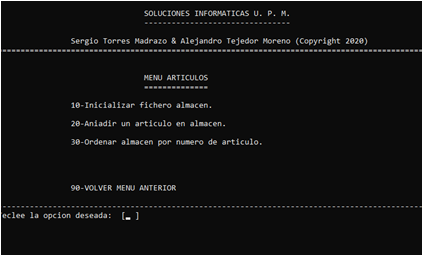 SOLUCIONES INFORMATICAS U. P. M.
--------------------------------
Sergio Torres Madrazo & Alejandro Tejedor Moreno (Copyright 2020)
================================================================================
MENU ARTICULOS
==============
10-Inicializar fichero almacen.
20-Aniadir un articulo en almacen.
30-Ordenar almacen por numero de articulo.
90-VOLVER MENU ANTERIOR
--------------------------------------------------------------------------------
eclee la opcion deseada: [_ ]